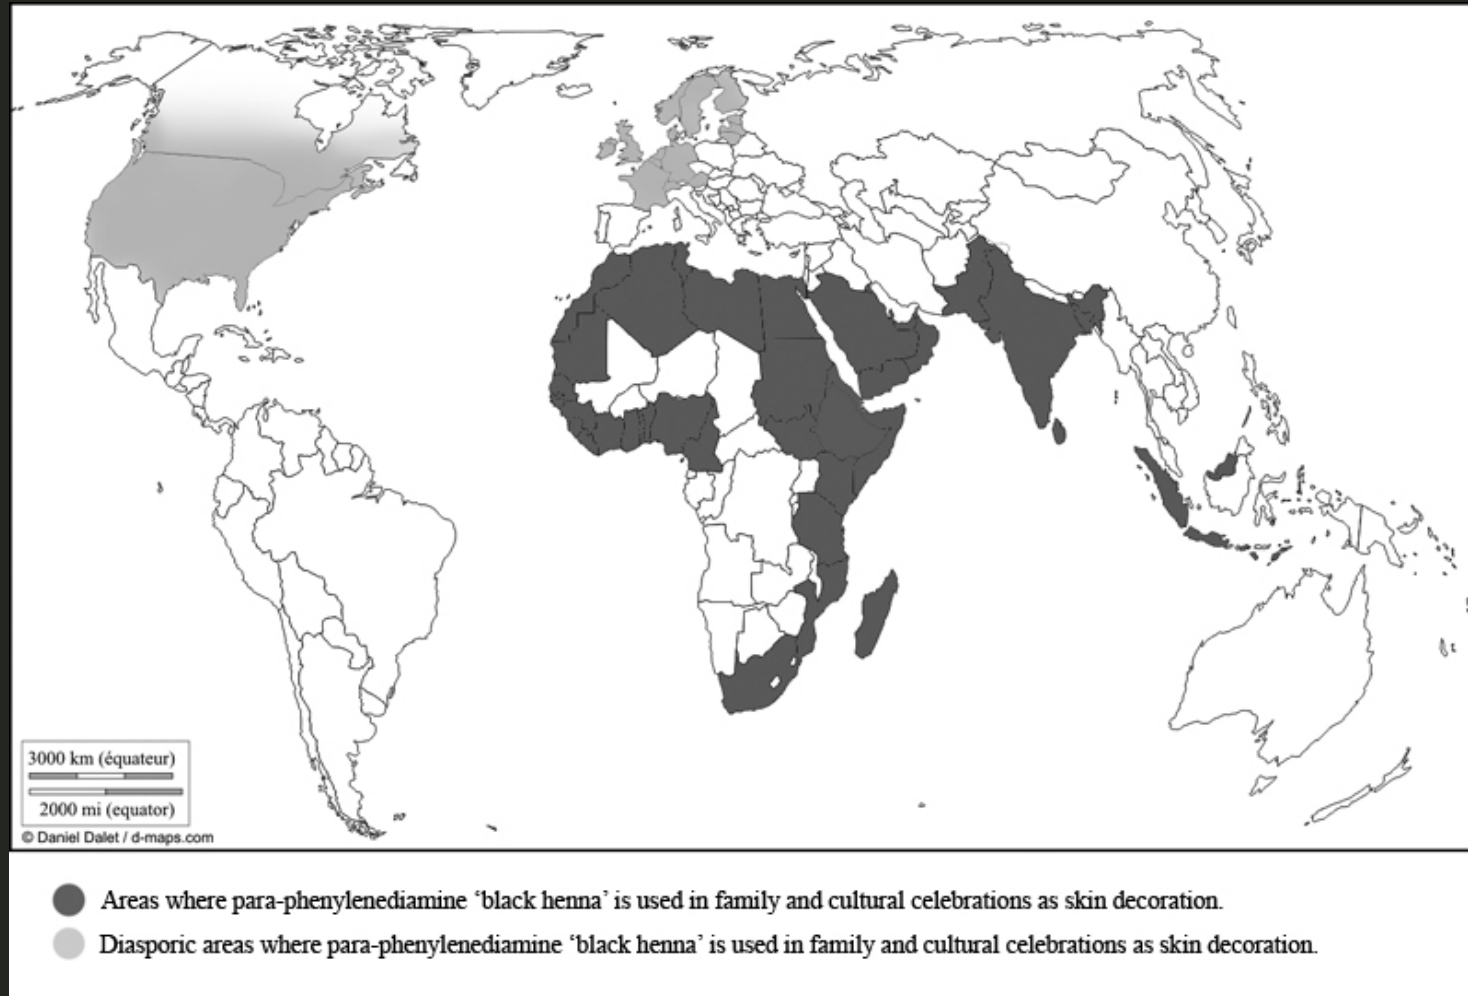 3000 km (équateur)
2000 mi (equator)
© Daniel Dalet / d-maps.com
Areas where para-phenylenediamine ‘black henna’ is used in family and cultural celebrations as skin decoration.
Diasporic areas where para-phenylenediamine ‘black henna’ is used in family and cultural celebrations as skin decoration.